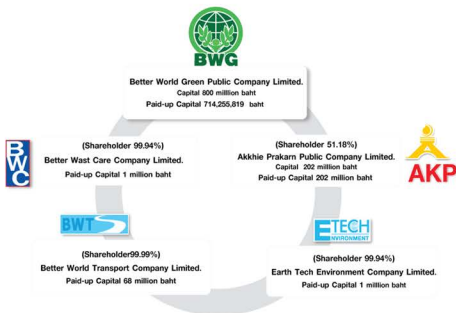 BWG
Better World Green Public Company Limited.
Capital 800 million baht
Paid-up Capital 714,255,819 baht
BWC
(Shareholder 99.94%)
Better Wast Care Company Limited.
Paid-up Capital 1 million baht
(Shareholder 51.18%)
Akkhie Prakarn Public Company Limited.
Capital 202 million baht
Paid-up Capital 202 million baht
AKP
BWT
(Shareholder99.99%)
Better World Transport Company Limited.
Paid-up Capital 68 million baht
ETECH
ENVIRONMENT
(Shareholder 99.94%)
Earth Tech Environment Company Limited.
Paid-up Capital 1 million baht